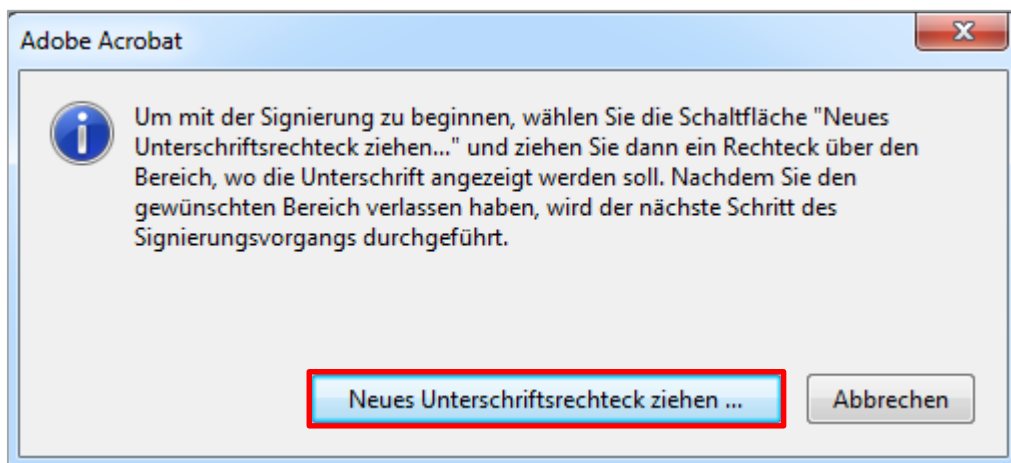 Adobe Acrobat
Um mit der Signierung zu beginnen, wählen Sie die Schaltfläche "Neues
Unterschriftsrechteck ziehen..." und ziehen Sie dann ein Rechteck über den
Bereich, wo die Unterschrift angezeigt werden soll. Nachdem Sie den
gewünschten Bereich verlassen haben, wird der nächste Schritt des
Signierungsvorgangs durchgeführt.
Neues Unterschriftsrechteck ziehen ...
Abbrechen